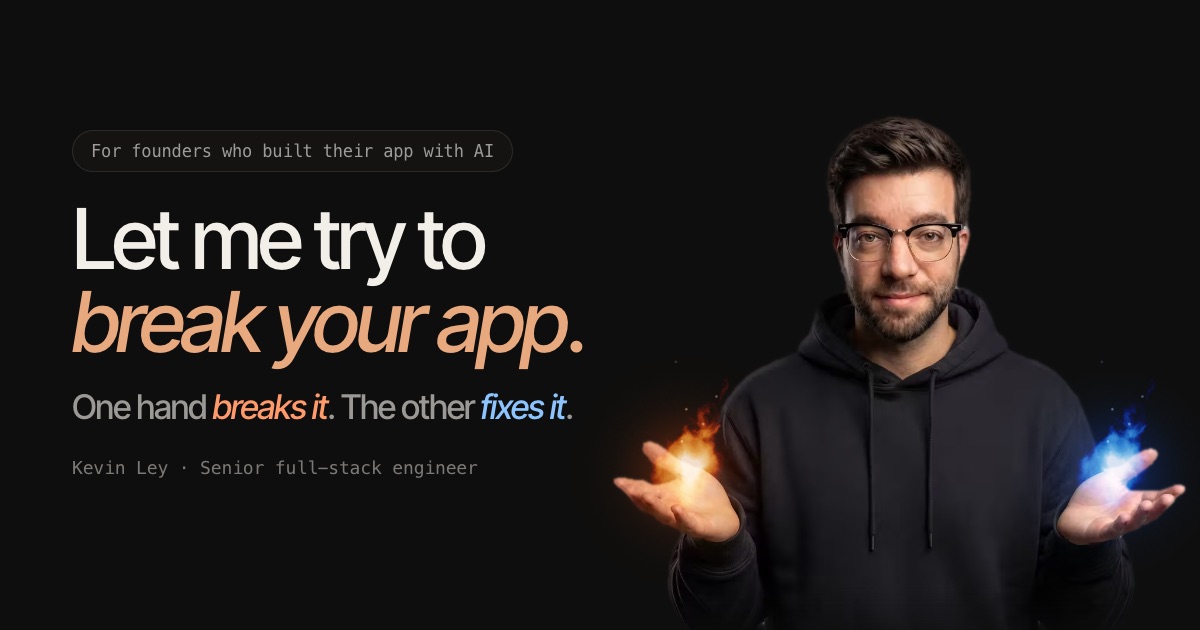 For founders who built their app with AI
Let me try to
break your app.
One hand breaks it. The other fixes it.
Kevin Ley · Senior full-stack engineer